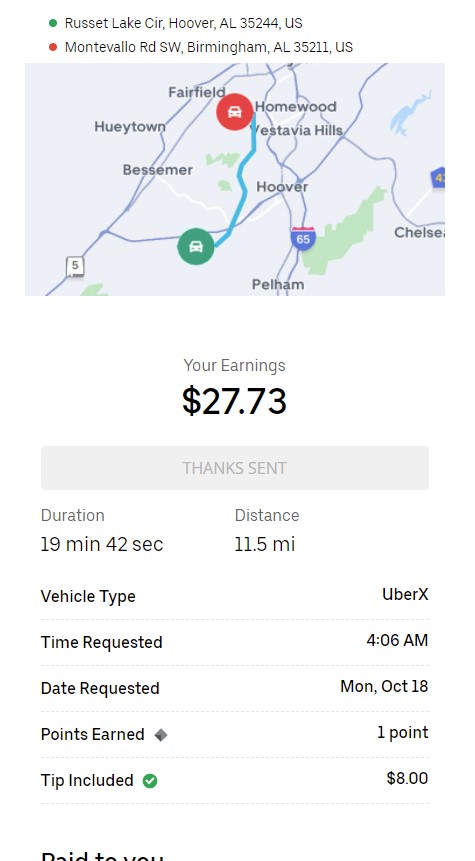 Russet Lake Cir, Hoover, AL 35244, US
Montevallo Rd SW, Birmingham, AL 35211, US
Fairfield
Homewood
Hueytown
Vestavia Hills
Bessemer
Hoover
65
Chelsea
5
Pelham
Your Earnings
$27.73
THANKS SENT
Duration Distance
19 min 42 sec 11.5 mi
Vehicle Type UberX
Time Requested 4:06 AM
Date Requested Mon, Oct 18
Points Earned 1 point
Tip Included $8.00
Paid to you